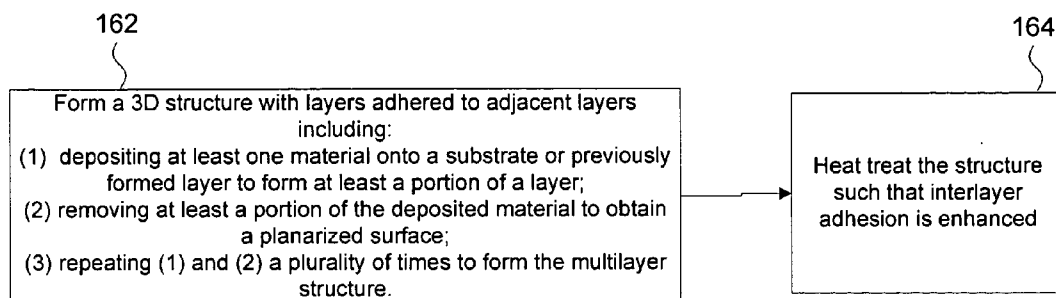 162
164
Form a 3D structure with layers adhered to adjacent layers
including:
(1) depositing at least one material onto a substrate or previously
formed layer to form at least a portion of a layer;
(2) removing at least a portion of the deposited material to obtain
a planarized surface;
(3) repeating (1) and (2) a plurality of times to form the multilayer
structure.
Heat treat the structure
such that interlayer
adhesion is enhanced